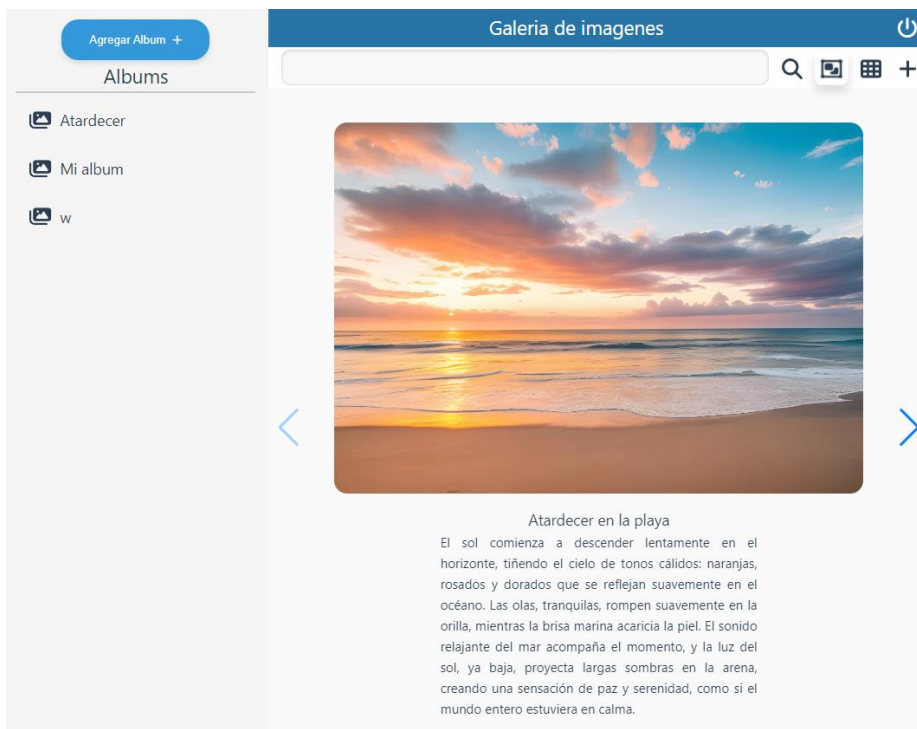 Agregar Album +
Albums
Atardecer
Mi album
w
Galeria de imagenes
Atardecer en la playa
El sol comienza a descender lentamente en el
horizonte, tiñendo el cielo de tonos cálidos: naranjas,
rosados y dorados que se reflejan suavemente en el
océano. Las olas, tranquilas, rompen suavemente en la
orilla, mientras la brisa marina acaricia la piel. El sonido
relajante del mar acompaña el momento, y la luz del
sol, ya baja, proyecta largas sombras en la arena,
creando una sensación de paz y serenidad, como si el
mundo entero estuviera en calma.